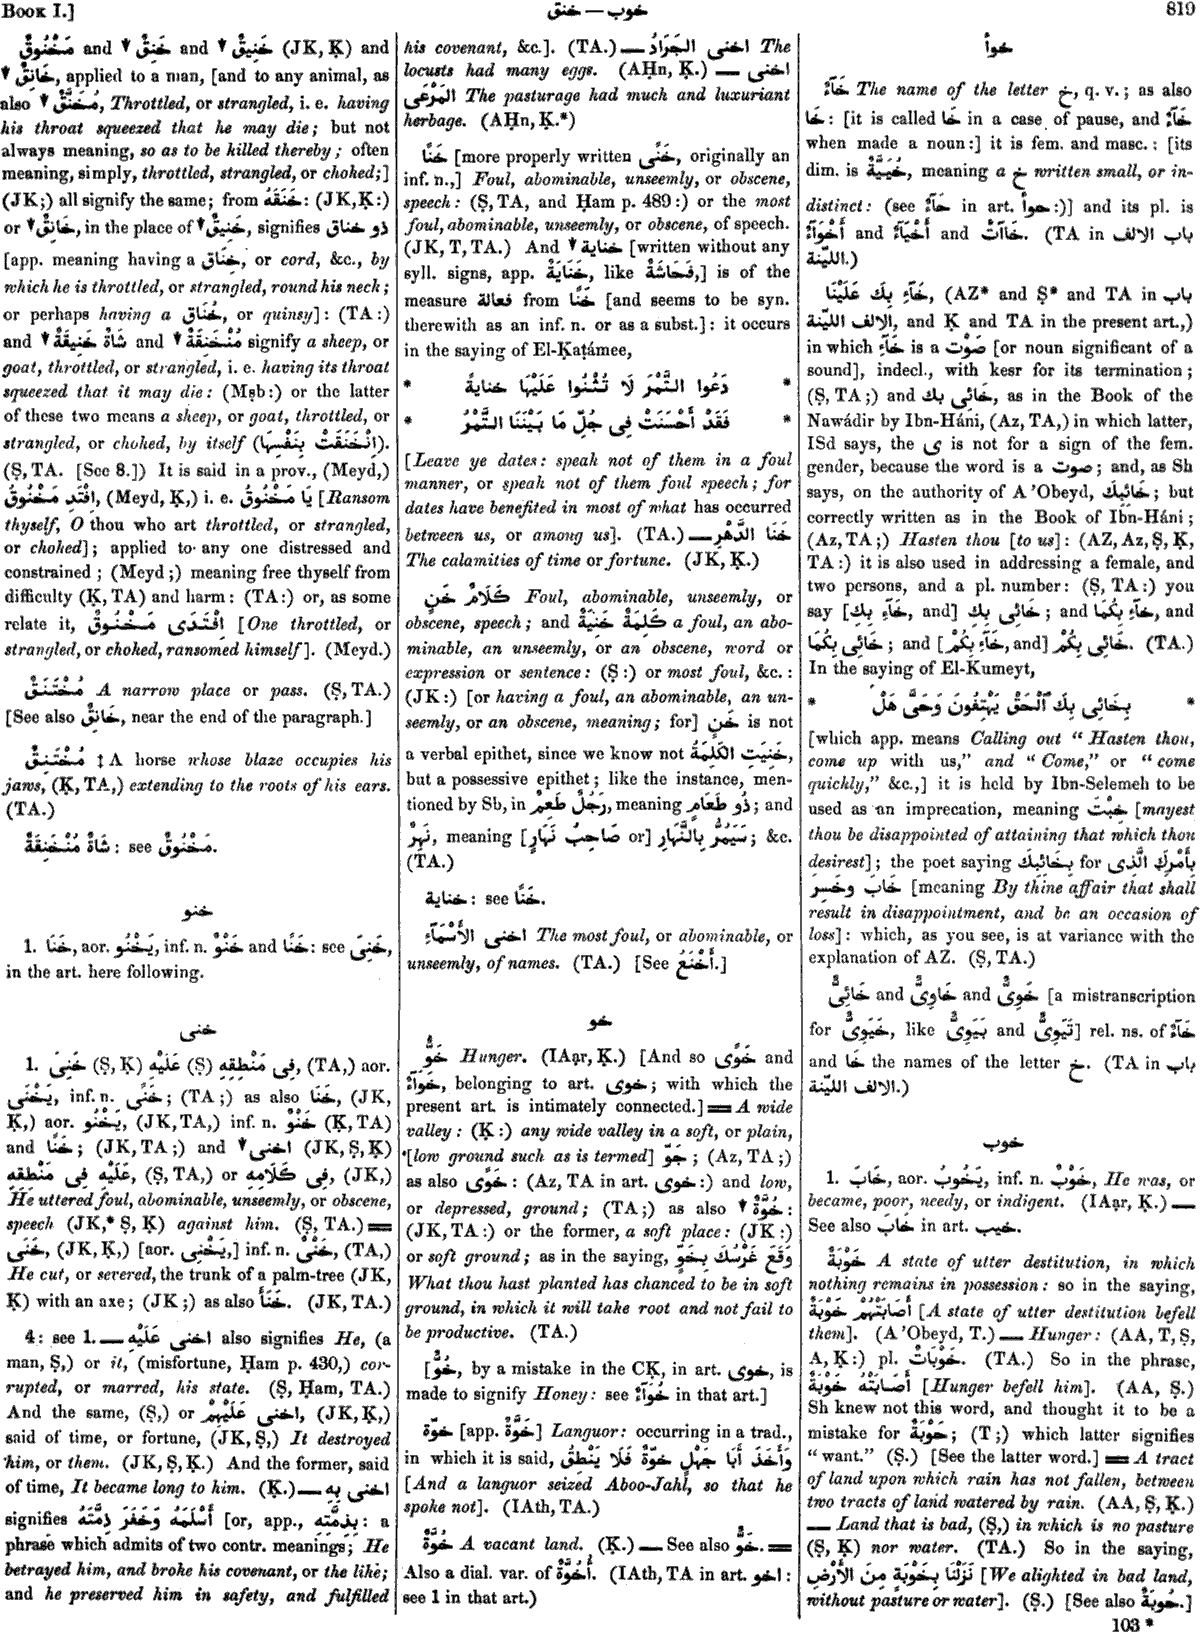 BOOK I.]
خنق — خوب
819
مَخْنُوقٌ and ↑ خَنِقٌ and ↑ خَنِيقٌ (JK, Ḳ) and
↑ خَانِقٌ, applied to a man, [and to any animal, as
also ↑ مُخَنَّقٌ, Throttled, or strangled, i. e. having
his throat squeezed that he may die; but not
always meaning, so as to be killed thereby; often
meaning, simply, throttled, strangled, or choked;]
(JK;) all signify the same; from خَنَقَهُ: (JK,Ḳ:)
or ↑ خَانِقٌ, in the place of ↑ خَنِيقٌ, signifies ذو خناق
[app. meaning having a خِنَاق, or cord, &c., by
which he is throttled, or strangled, round his neck;
or perhaps having a خُنَاق, or quinsy]: (TA:)
and ↑ شَاةٌ خَنِيقَةٌ and ↑ مُنْخَنِقَةٌ signify a sheep, or
goat, throttled, or strangled, i. e. having its throat
squeezed that it may die: (Mṣb:) or the latter
of these two means a sheep, or goat, throttled, or
strangled, or choked, by itself (اِنْخَنَقَتْ بِنَفْسِهَا).
(Ṣ, TA. [See 8.]) It is said in a prov., (Meyd,)
اِفْتَدِ مَخْنُوقُ, (Meyd, Ḳ,) i. e. يَا مَخْنُوقُ [Ransom
thyself, O thou who art throttled, or strangled,
or choked]; applied to any one distressed and
constrained; (Meyd;) meaning free thyself from
difficulty (Ḳ, TA) and harm: (TA:) or, as some
relate it, اِفْتَدَى مَخْنُوقٌ [One throttled, or
strangled, or choked, ransomed himself]. (Meyd.)
مُخْتَنَقٌ A narrow place or pass. (Ṣ, TA.)
[See also خَانِقٌ, near the end of the paragraph.]
مُخْتَنِقٌ ‡ A horse whose blaze occupies his
jaws, (Ḳ, TA,) extending to the roots of his ears.
(TA.)
شَاةٌ مُنْخَنِقَةٌ: see مَخْنُوقٌ.
خنو
1. خَنَا, aor. يَخْنُو, inf. n. خَنْوٌ and خَنًا: see خَنِىَ,
in the art. here following.
خنى
1. خَنِىَ (Ṣ, Ḳ) عَلَيْهِ (Ṣ) فِى مَنْطِقِهِ, (TA,) aor.
يَخْنَى, inf. n. خَنًى; (TA;) as also خَنَا, (JK,
Ḳ,) aor. يَخْنُو, (JK, TA,) inf. n. خَنْوٌ (Ḳ, TA)
and خَنًا; (JK, TA;) and ↑ اخنى (JK, Ṣ, Ḳ)
عَلَيْهِ فِى مَنْطِقِهِ, (Ṣ, TA,) or فِى كَلَامِهِ, (JK,)
He uttered foul, abominable, unseemly, or obscene,
speech (JK,* Ṣ, Ḳ) against him. (Ṣ, TA.) ==
خَنَى, (JK, Ḳ,) [aor. يَخْنِى,] inf. n. خَنْىٌ, (TA,)
He cut, or severed, the trunk of a palm-tree (JK,
Ḳ) with an axe; (JK;) as also خَنَأَ. (JK, TA.)
4: see 1. — اخنى عَلَيْهِ also signifies He, (a
man, Ṣ,) or it, (misfortune, Ḥam p. 430,) cor-
rupted, or marred, his state. (Ṣ, Ḥam, TA.)
And the same, (Ṣ,) or اخنى عَلَيْهِمْ, (JK, Ḳ,)
said of time, or fortune, (JK, Ṣ,) It destroyed
him, or them. (JK, Ṣ, Ḳ.) And the former, said
of time, It became long to him. (Ḳ.) — اخنى بِهِ
signifies أَسْلَمَهُ وَخَفَرَ ذِمَّتَهُ [or, app., بِذِمَّتِهِ: a
phrase which admits of two contr. meanings; He
betrayed him, and broke his covenant, or the like;
and he preserved him in safety, and fulfilled
his covenant, &c.]. (TA.) — اخنى الجَرَادُ The
locusts had many eggs. (AḤn, Ḳ.) — اخنى
المَرْعَى The pasturage had much and luxuriant
herbage. (AḤn, Ḳ.*)
خَنًا [more properly written خَنًى, originally an
inf. n.,] Foul, abominable, unseemly, or obscene,
speech: (Ṣ, TA, and Ḥam p. 489:) or the most
foul, abominable, unseemly, or obscene, of speech.
(JK, T, TA.) And ↑ خناية [written without any
syll. signs, app. خَنَايَةٌ, like فَحَاشَةٌ,] is of the
measure فعالة from خَنًا [and seems to be syn.
therewith as an inf. n. or as a subst.]: it occurs
in the saying of El-Ḳaṭámee,
* دَعُوا التَّمْرَ لَا تُثْنُوا عَلَيْهَا خنايةً *
* فَقَدْ أَحْسَنَتْ فِى جُلِّ مَا بَيْنَنَا التَّمْرُ *
[Leave ye dates: speak not of them in a foul
manner, or speak not of them foul speech; for
dates have benefited in most of what has occurred
between us, or among us]. (TA.) — خَنَا الدَّهْرِ
The calamities of time or fortune. (JK, Ḳ.)
كَلَامٌ خَنٍ Foul, abominable, unseemly, or
obscene, speech; and كَلِمَةٌ خَنِيَةٌ a foul, an abo-
minable, an unseemly, or an obscene, word or
expression or sentence: (Ṣ:) or most foul, &c.:
(JK:) [or having a foul, an abominable, an un-
seemly, or an obscene, meaning; for] خَنٍ is not
a verbal epithet, since we know not خَنِيَتِ الكَلِمَةُ,
but a possessive epithet; like the instance, men-
tioned by Sb, in رَجُلٌ طَعِمٌ, meaning ذُو طَعَامٍ; and
نَهِرٌ, meaning [صَاحِبُ نَهَارٍ or] سَيَمُرُّ بِالنَّهَارِ; &c.
(TA.)
خناية: see خَنًا.
اخنى الأَسْمَآءِ The most foul, or abominable, or
unseemly, of names. (TA.) [See أَخْنَعُ.]
خو
خَوٌّ Hunger. (IAạr, Ḳ.) [And so خَوًى and
خَوَآءٌ, belonging to art. خوى; with which the
present art. is intimately connected.] == A wide
valley: (Ḳ:) any wide valley in a soft, or plain,
[low ground such as is termed] جَوّ; (Az, TA;)
as also خَوًى: (Az, TA in art. خوى:) and low,
or depressed, ground; (TA;) as also ↑ خُوَّةٌ:
(JK, TA:) or the former, a soft place: (JK:)
or soft ground; as in the saying, وَقَعَ غَرْسُكَ بِخَوٍّ
What thou hast planted has chanced to be in soft
ground, in which it will take root and not fail to
be productive. (TA.)
[خُوٌّ, by a mistake in the CḲ, in art. خوى, is
made to signify Honey: see خُوَآءٌ in that art.]
خوّة [app. خَوَّةٌ] Languor: occurring in a trad.,
in which it is said, وَأَخَذَ أَبَا جَهْلٍ خوّةٌ فَلَا يَنْطِقُ
[And a languor seized Aboo-Jahl, so that he
spoke not]. (IAth, TA.)
خُوَّةٌ A vacant land. (Ḳ.) — See also خَوٌّ. ==
Also a dial. var. of أُخُوَّةٌ. (IAth, TA in art. اخو:
see 1 in that art.)
خوأ
خَآءٌ The name of the letter خ, q. v.; as also
خَا: [it is called خَا in a case of pause, and خَآءٌ
when made a noun:] it is fem. and masc.: [its
dim. is خُيَيَّةٌ, meaning a خ written small, or in-
distinct: (see حَآءٌ in art. حوأ:)] and its pl. is
أَخْوَآءٌ and أَخْيَآءٌ and خَاآتٌ. (TA in باب الالف
الليّنة.)
خَآءِ بِكَ عَلَيْنَا, (AZ* and Ṣ* and TA in باب
الالف الليّنة, and Ḳ and TA in the present art.,)
in which خَآءِ is a صَوْت [or noun significant of a
sound], indecl., with kesr for its termination;
(Ṣ, TA;) and خَائِى بك, as in the Book of the
Nawádir by Ibn-Háni, (Az, TA,) in which latter,
ISd says, the ى is not for a sign of the fem.
gender, because the word is a صوت; and, as Sh
says, on the authority of A'Obeyd, خَائِبِكَ; but
correctly written as in the Book of Ibn-Háni;
(Az, TA;) Hasten thou [to us]: (AZ, Az, Ṣ, Ḳ,
TA:) it is also used in addressing a female, and
two persons, and a pl. number: (Ṣ, TA:) you
say [خَآءِ بِكِ, and] خَائِى بِكِ; and خَآءِ بِكُمَا, and
خَائِى بِكُمَا; and [خَآءِ بِكُمْ, and] خَائِى بِكُمْ. (TA.)
In the saying of El-Kumeyt,
* بِخَائِى بِكَ ٱلْحَقْ يَهْتِفُونَ وَحَىَّ هَلْ *
[which app. means Calling out "Hasten thou,
come up with us," and "Come," or "come
quickly," &c.,] it is held by Ibn-Selemeh to be
used as an imprecation, meaning خِبْتَ [mayest
thou be disappointed of attaining that which thou
desirest]; the poet saying بِخَائِبِكَ for بِأَمْرِكَ الَّذِى
خَابَ وخَسِرَ [meaning By thine affair that shall
result in disappointment, and be an occasion of
loss]: which, as you see, is at variance with the
explanation of AZ. (Ṣ, TA.)
خَائِىٌّ and خَاوِىٌّ and خَوِىٌّ [a mistranscription
for خَيَوِىٌّ, like بَيَوِىٌّ and تَيَوِىٌّ] rel. ns. of خَآءٌ
and خَا the names of the letter خ. (TA in باب
الالف الليّنة.)
خوب
1. خَابَ, aor. يَخُوبُ, inf. n. خَوْبٌ, He was, or
became, poor, needy, or indigent. (IAạr, Ḳ.) —
See also خَابَ in art. خيب.
خَوْبَةٌ A state of utter destitution, in which
nothing remains in possession: so in the saying,
أَصَابَتْهُمْ خَوْبَةٌ [A state of utter destitution befell
them]. (A'Obeyd, T.) — Hunger: (AA, T, Ṣ,
A, Ḳ:) pl. خَوْبَاتٌ. (TA.) So in the phrase,
أَصَابَتْهُ خَوْبَةٌ [Hunger befell him]. (AA, Ṣ.)
Sh knew not this word, and thought it to be a
mistake for حَوْبَةٌ; (T;) which latter signifies
"want." (Ṣ.) [See the latter word.] == A tract
of land upon which rain has not fallen, between
two tracts of land watered by rain. (AA, Ṣ, Ḳ.)
— Land that is bad, (Ṣ,) in which is no pasture
(Ṣ, Ḳ) nor water. (TA.) So in the saying,
نَزَلْنَا بِخَوْبَةٍ مِنَ الأَرْضِ [We alighted in bad land,
without pasture or water]. (Ṣ.) [See also حُوبَةٌ.]
103 *